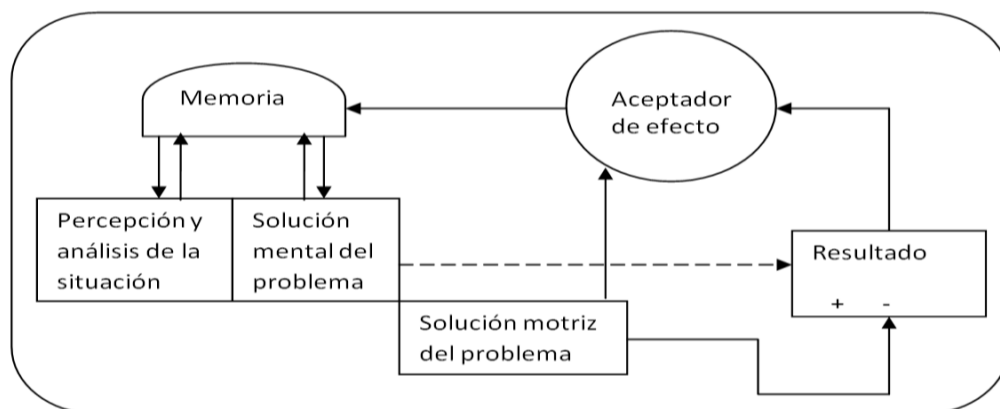 Memoria
Aceptador
de efecto
Percepción y
análisis de la
situación
Solución
mental del
problema
Resultado
+ -
Solución motriz
del problema